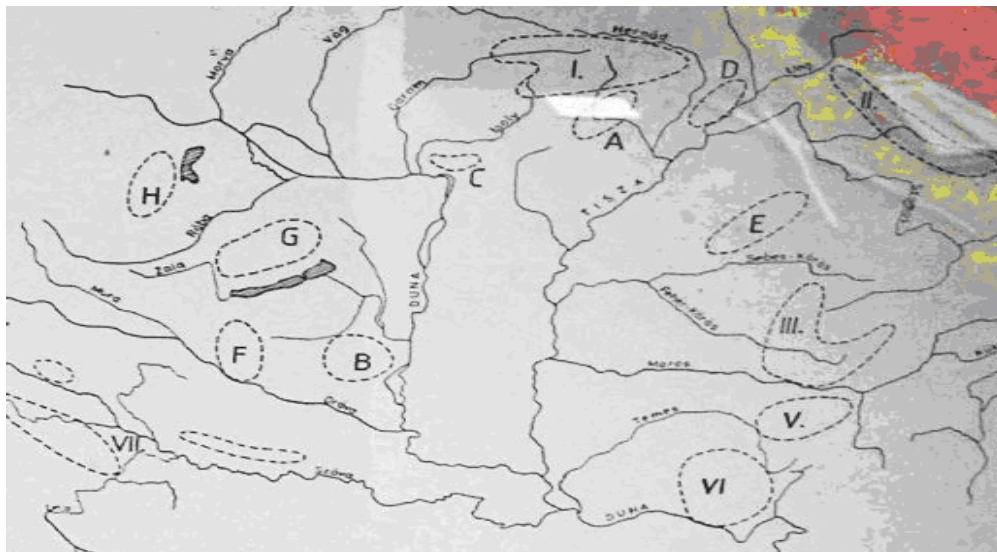 Morva
Vág
Hernád
I.
D
Garam
Ipoly
II.
A
C
H
TISZA
E
G
Rába
Zala
Sebes-Körös
DUNA
Mura
Fehér-Körös
III.
F
B
Maros
Dráva
Temes
V.
VII
Száva
VI
DUNA